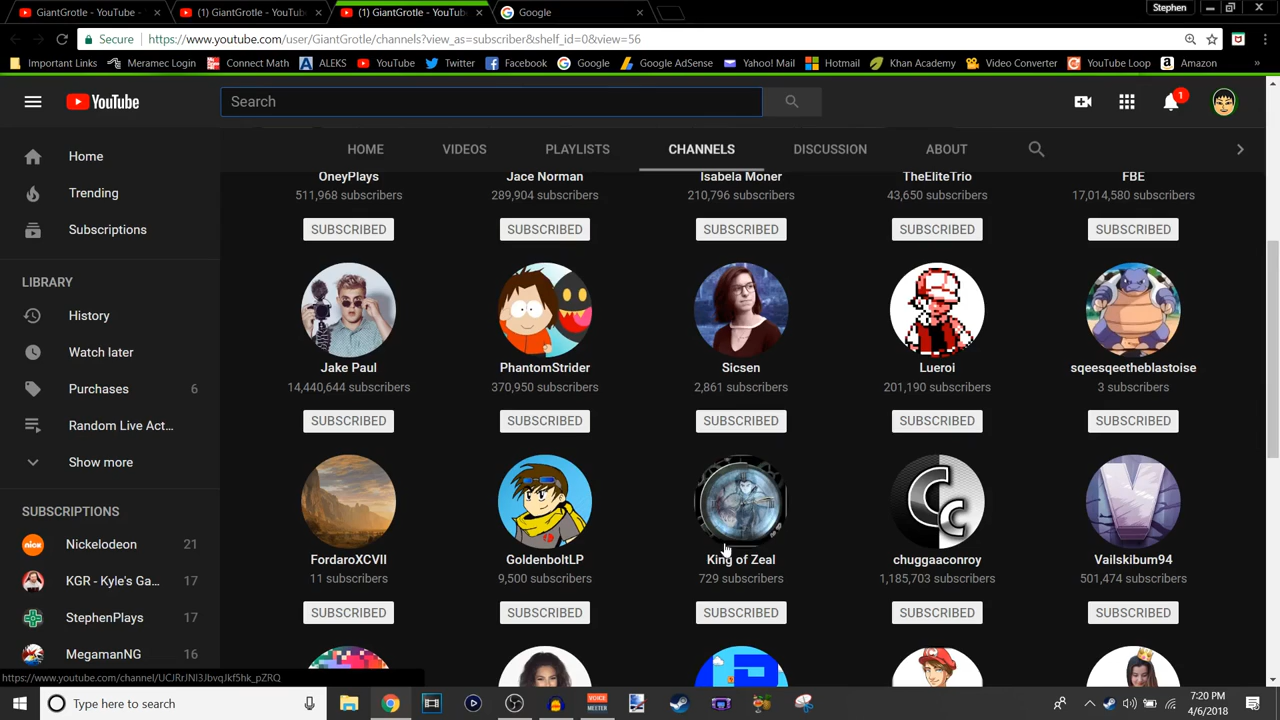 GiantGrotle - YouTube
(1) GiantGrotle - YouTub
(1) GiantGrotle - YouTub
Google
Stephen
Secure
https://www.youtube.com/user/GiantGrotle/channels?view_as=subscriber&shelf_id=0&view=56
Important Links
Meramec Login
Connect Math
ALEKS
YouTube
Twitter
Facebook
Google
Google AdSense
Yahoo! Mail
Hotmail
Khan Academy
Video Converter
YouTube Loop
Amazon
YouTube
Search
1
HOME
VIDEOS
PLAYLISTS
CHANNELS
DISCUSSION
ABOUT
Home
Trending
Subscriptions
LIBRARY
History
Watch later
Purchases 6
Random Live Act...
Show more
SUBSCRIPTIONS
Nickelodeon 21
KGR - Kyle's Ga... 17
StephenPlays 17
MegamanNG 16
OneyPlays
511,968 subscribers
SUBSCRIBED
Jace Norman
289,904 subscribers
SUBSCRIBED
Isabela Moner
210,796 subscribers
SUBSCRIBED
TheEliteTrio
43,650 subscribers
SUBSCRIBED
FBE
17,014,580 subscribers
SUBSCRIBED
Jake Paul
14,440,644 subscribers
SUBSCRIBED
PhantomStrider
370,950 subscribers
SUBSCRIBED
Sicsen
2,861 subscribers
SUBSCRIBED
Lueroi
201,190 subscribers
SUBSCRIBED
sqeesqeetheblastoise
3 subscribers
SUBSCRIBED
FordaroXCVII
11 subscribers
SUBSCRIBED
GoldenboltLP
9,500 subscribers
SUBSCRIBED
King of Zeal
729 subscribers
SUBSCRIBED
chuggaaconroy
1,185,703 subscribers
SUBSCRIBED
Vailskibum94
501,474 subscribers
SUBSCRIBED
https://www.youtube.com/channel/UCJRrJNI3JbvqJkf5hk_pZRQ
Type here to search
7:20 PM
4/6/2018